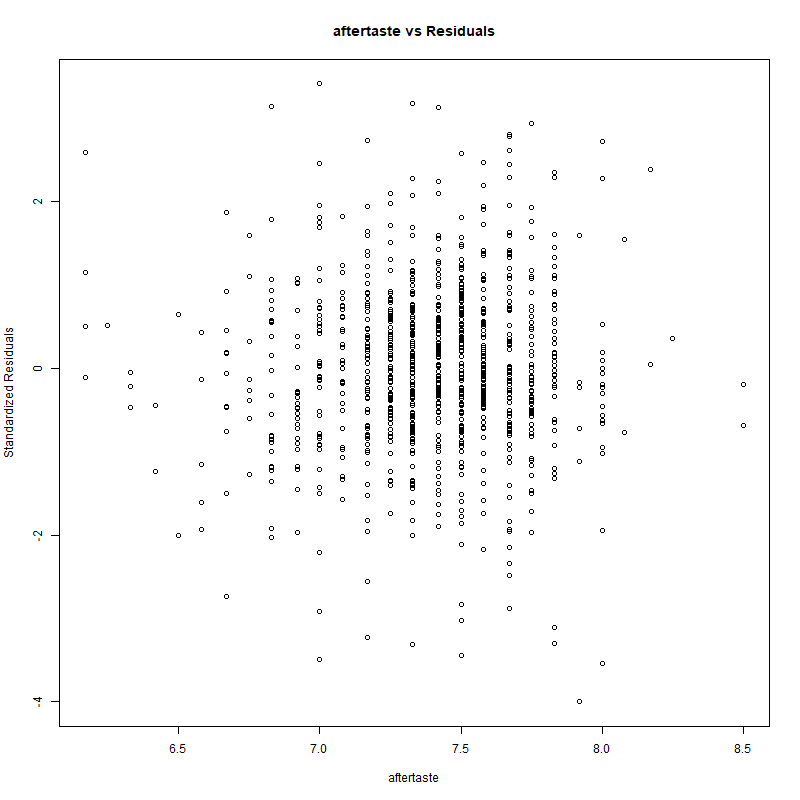 aftertaste vs Residuals
Standardized Residuals
2
0
-2
-4
6.5 7.0 7.5 8.0 8.5
aftertaste